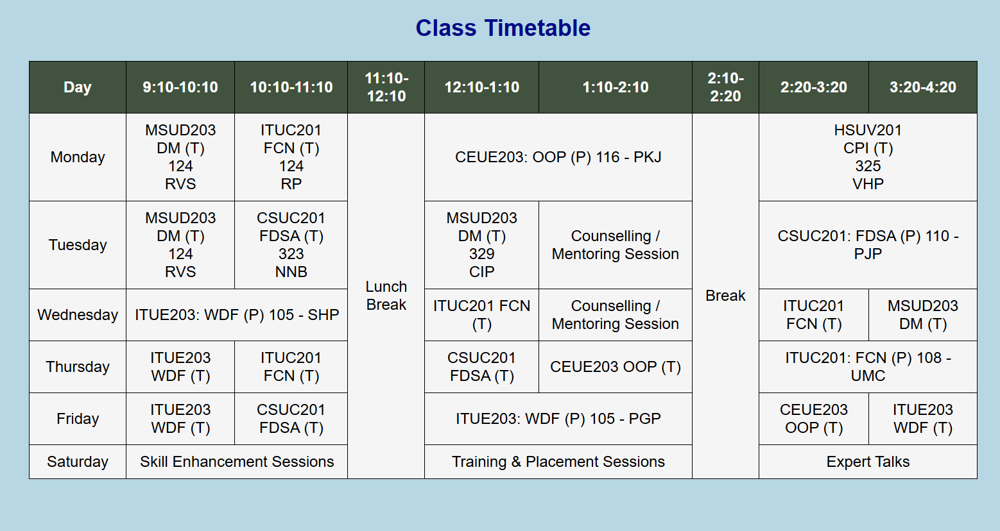 Class Timetable
Day
9:10-10:10
10:10-11:10
11:10-
12:10
12:10-1:10
1:10-2:10
2:10-
2:20
2:20-3:20
3:20-4:20
Monday
MSUD203
DM (T)
124
RVS
ITUC201
FCN (T)
124
RP
Lunch
Break
CEUE203: OOP (P) 116 - PKJ
Break
HSUV201
CPI (T)
325
VHP
Tuesday
MSUD203
DM (T)
124
RVS
CSUC201
FDSA (T)
323
NNB
MSUD203
DM (T)
329
CIP
Counselling /
Mentoring Session
CSUC201: FDSA (P) 110 -
PJP
Wednesday
ITUE203: WDF (P) 105 - SHP
ITUC201 FCN
(T)
Counselling /
Mentoring Session
ITUC201
FCN (T)
MSUD203
DM (T)
Thursday
ITUE203
WDF (T)
ITUC201
FCN (T)
CSUC201
FDSA (T)
CEUE203 OOP (T)
ITUC201: FCN (P) 108 -
UMC
Friday
ITUE203
WDF (T)
CSUC201
FDSA (T)
ITUE203: WDF (P) 105 - PGP
CEUE203
OOP (T)
ITUE203
WDF (T)
Saturday
Skill Enhancement Sessions
Training & Placement Sessions
Expert Talks